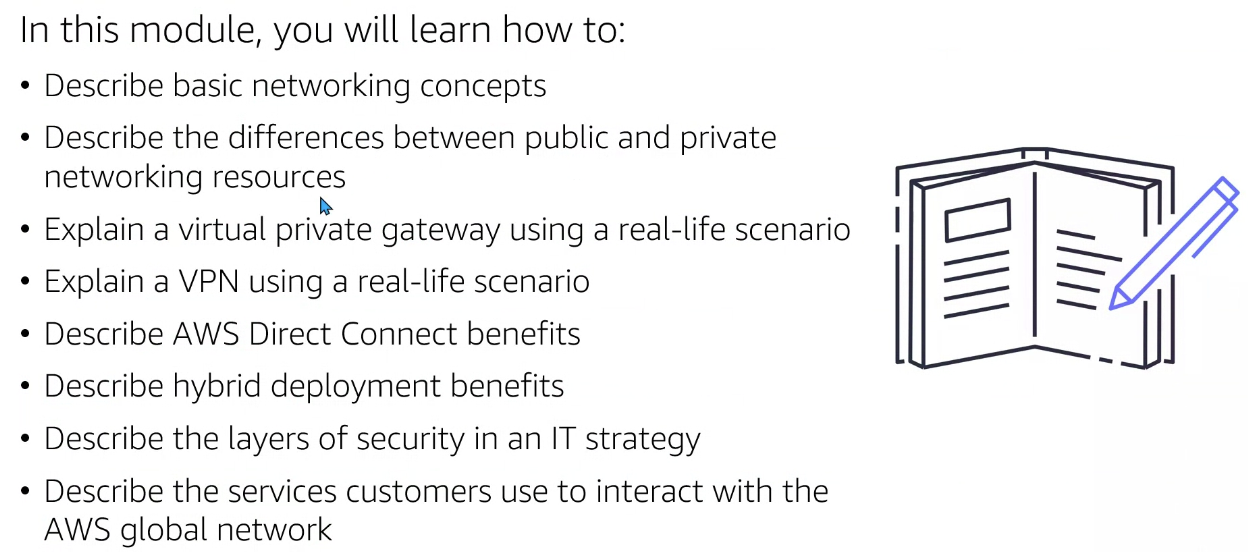 In this module, you will learn how to:
• Describe basic networking concepts
• Describe the differences between public and private
networking resources
• Explain a virtual private gateway using a real-life scenario
• Explain a VPN using a real-life scenario
• Describe AWS Direct Connect benefits
• Describe hybrid deployment benefits
• Describe the layers of security in an IT strategy
• Describe the services customers use to interact with the
AWS global network